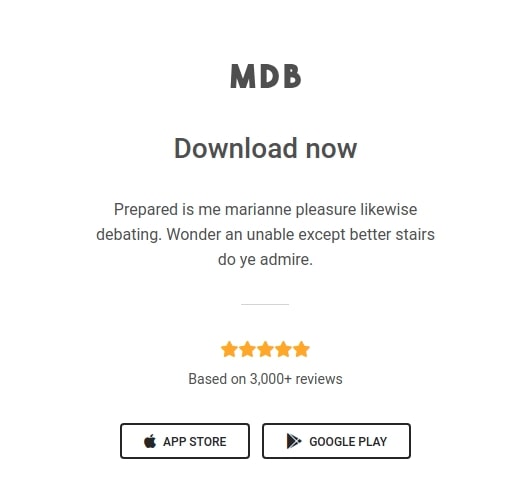 MDB
Download now
Prepared is me marianne pleasure likewise
debating. Wonder an unable except better stairs
do ye admire.
Based on 3,000+ reviews
APP STORE
GOOGLE PLAY